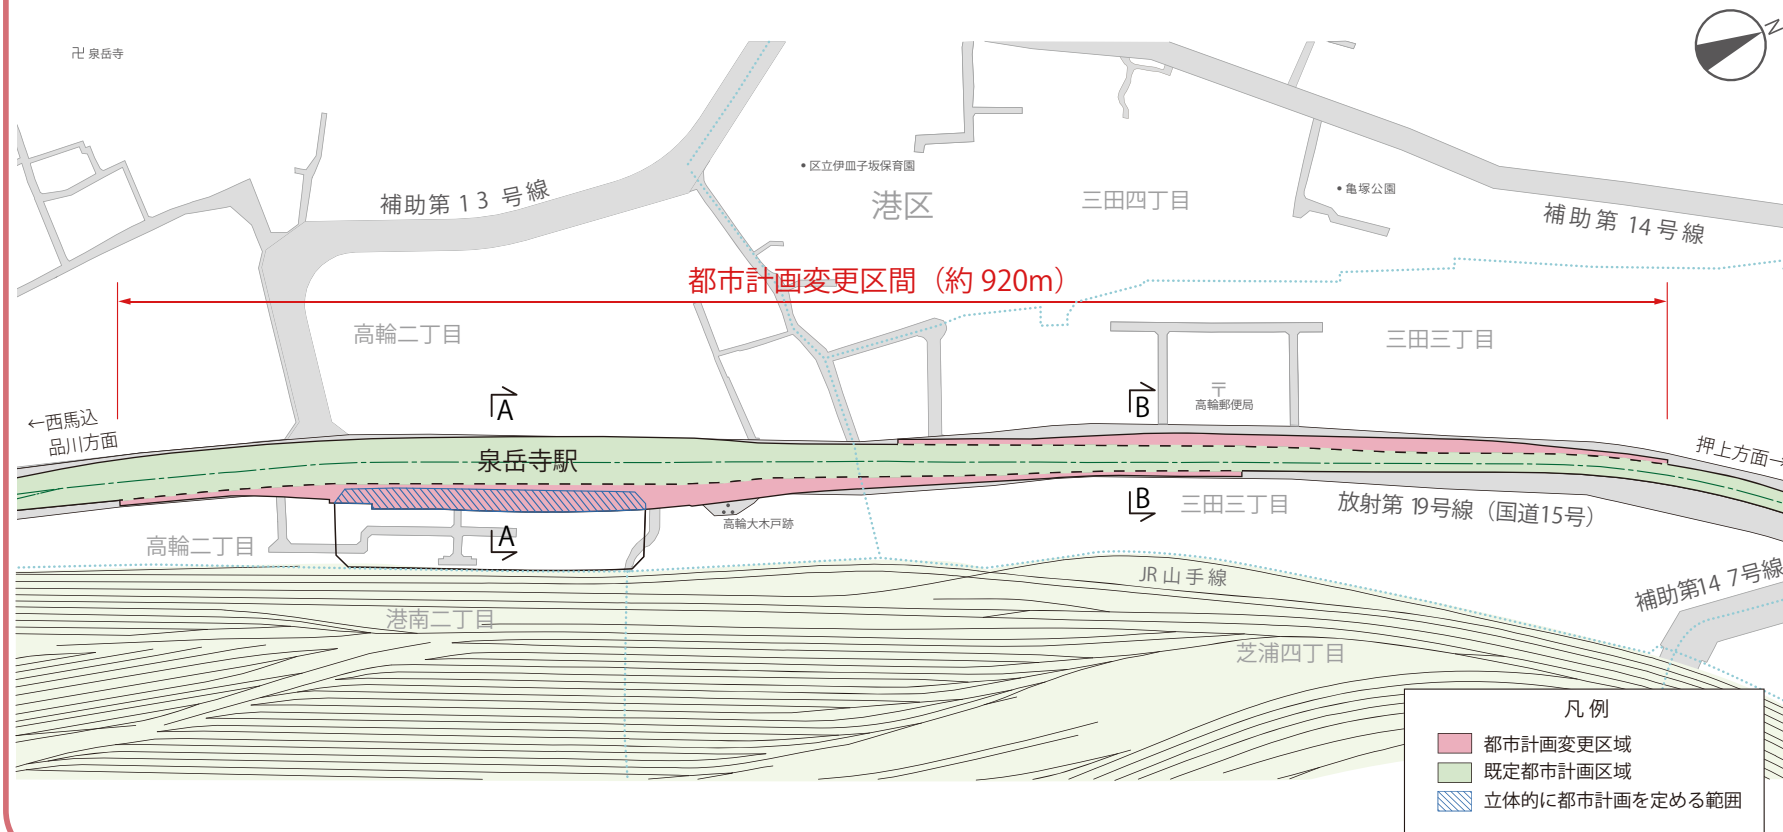 卍 泉岳寺
N
補助第13号線
• 区立伊皿子坂保育園
港区
三田四丁目
• 亀塚公園
補助第14号線
都市計画変更区間（約 920m）
高輪二丁目
三田三丁目
←西馬込
品川方面
A
B
〒
高輪郵便局
泉岳寺駅
押上方面→
高輪二丁目
A
高輪大木戸跡
B
三田三丁目
放射第19号線（国道15号）
JR山手線
補助第147号線
港南二丁目
芝浦四丁目
凡例
都市計画変更区域
既定都市計画区域
立体的に都市計画を定める範囲